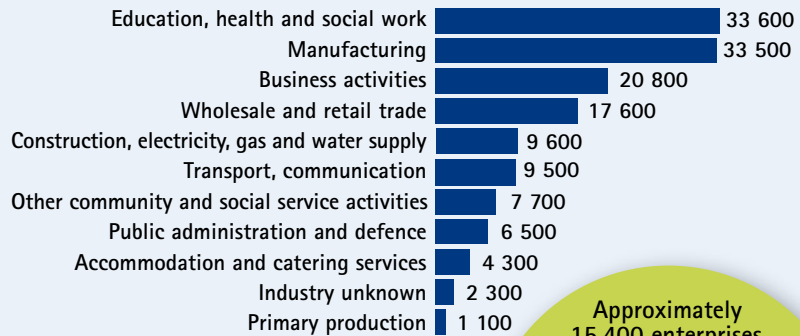 Education, health and social work 33 600
Manufacturing 33 500
Business activities 20 800
Wholesale and retail trade 17 600
Construction, electricity, gas and water supply 9 600
Transport, communication 9 500
Other community and social service activities 7 700
Public administration and defence 6 500
Accommodation and catering services 4 300
Industry unknown 2 300
Primary production 1 100
Approximately
15 400 enterprises